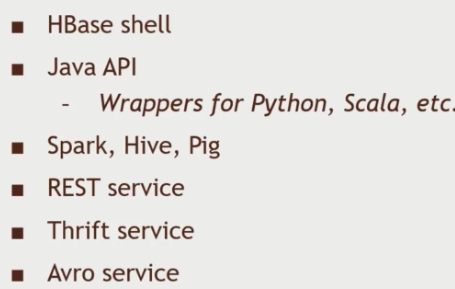 ■ HBase shell
■ Java API
- Wrappers for Python, Scala, etc.
■ Spark, Hive, Pig
■ REST service
■ Thrift service
■ Avro service